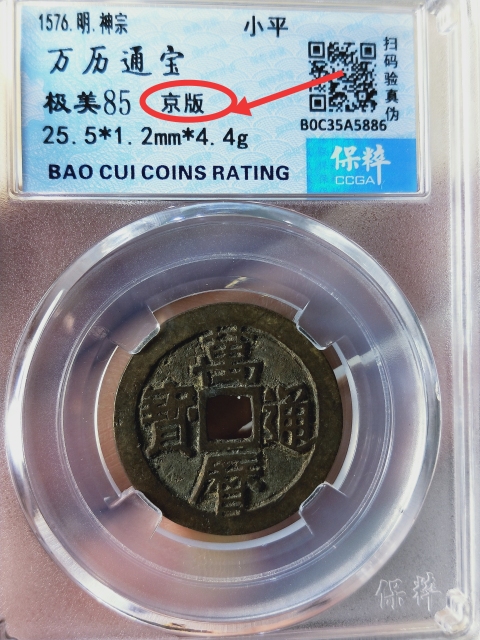 1576.明.神宗 小平
万历通宝
极美85 京版
25.5*1.2mm*4.4g
BAO CUI COINS RATING
扫码验真伪
B0C35A5886
保粹
CCGA
萬曆通寶
保粹